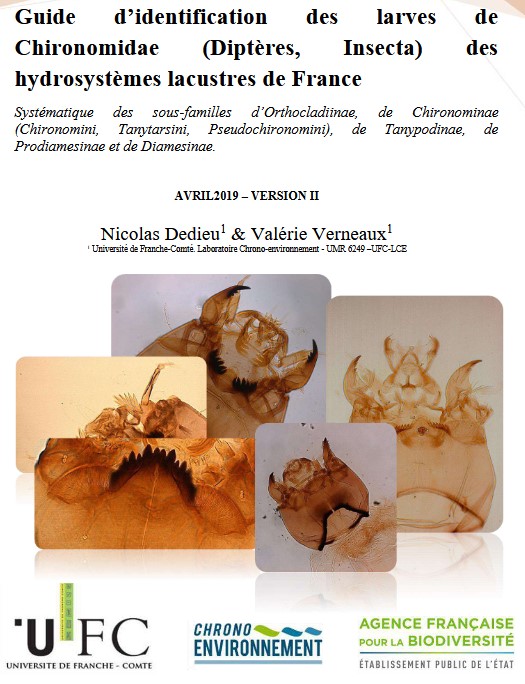 Guide d’identification des larves de
Chironomidae (Diptères, Insecta) des
hydrosystèmes lacustres de France
Systématique des sous-familles d’Orthocladiinae, de Chironominae
(Chironomini, Tanytarsini, Pseudochironomini), de Tanypodinae, de
Prodiamesinae et de Diamesinae.
AVRIL2019 – VERSION II
Nicolas Dedieu¹ & Valérie Verneaux¹
¹ Université de Franche-Comté. Laboratoire Chrono-environnement - UMR 6249 –UFC-LCE
UFC
UNIVERSITE DE FRANCHE - COMTE
CHRONO
ENVIRONNEMENT
AGENCE FRANÇAISE
POUR LA BIODIVERSITÉ
ÉTABLISSEMENT PUBLIC DE L’ÉTAT